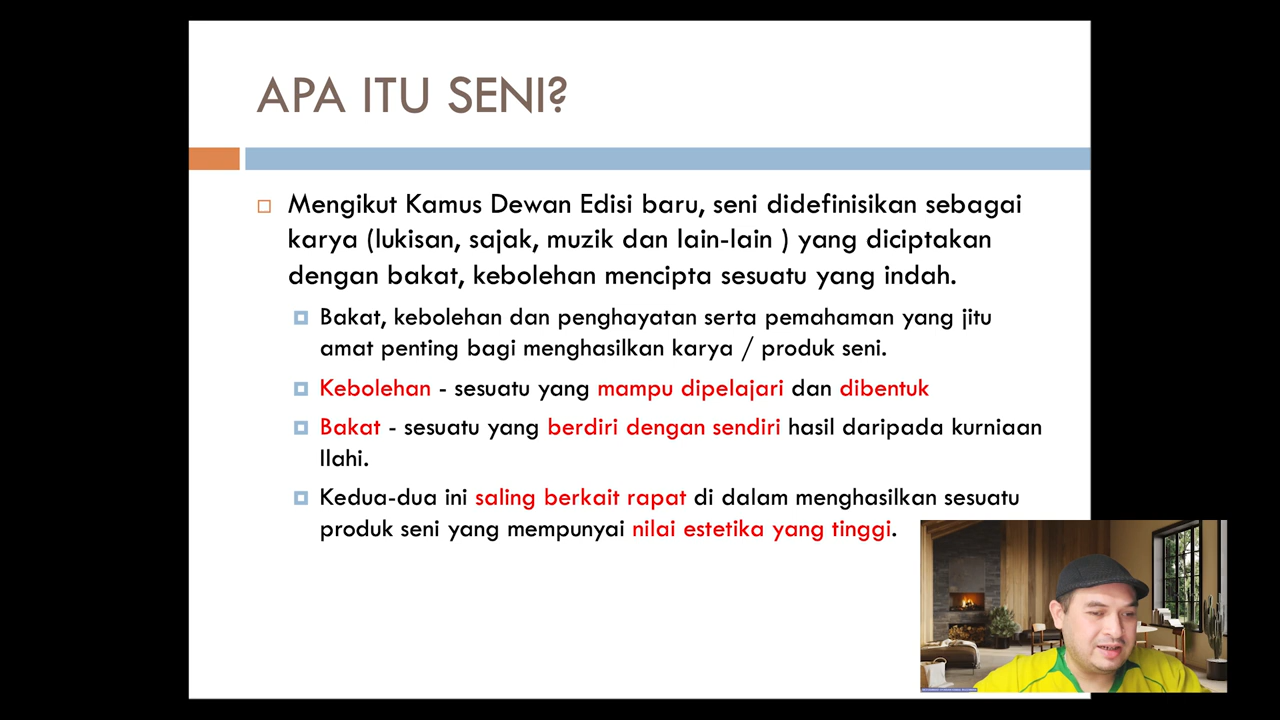 APA ITU SENI?
Mengikut Kamus Dewan Edisi baru, seni didefinisikan sebagai
karya (lukisan, sajak, muzik dan lain-lain ) yang diciptakan
dengan bakat, kebolehan mencipta sesuatu yang indah.
Bakat, kebolehan dan penghayatan serta pemahaman yang jitu
amat penting bagi menghasilkan karya / produk seni.
Kebolehan - sesuatu yang mampu dipelajari dan dibentuk
Bakat - sesuatu yang berdiri dengan sendiri hasil daripada kurniaan
Ilahi.
Kedua-dua ini saling berkait rapat di dalam menghasilkan sesuatu
produk seni yang mempunyai nilai estetika yang tinggi.